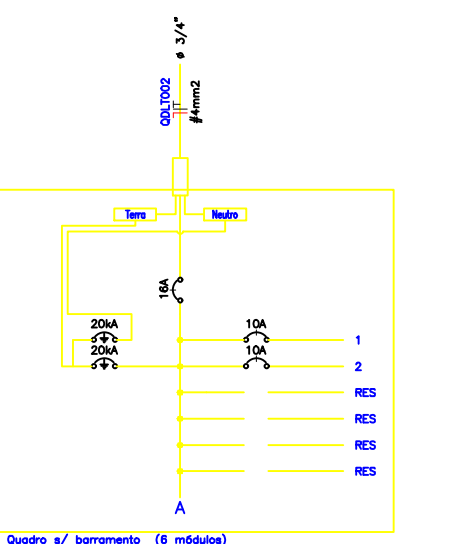 ø 3/4"
QDLT002
#4mm2
Terra
Neutro
16A
20kA
10A
1
20kA
10A
2
RES
RES
RES
RES
A
Quadro s/ barramento (6 módulos)